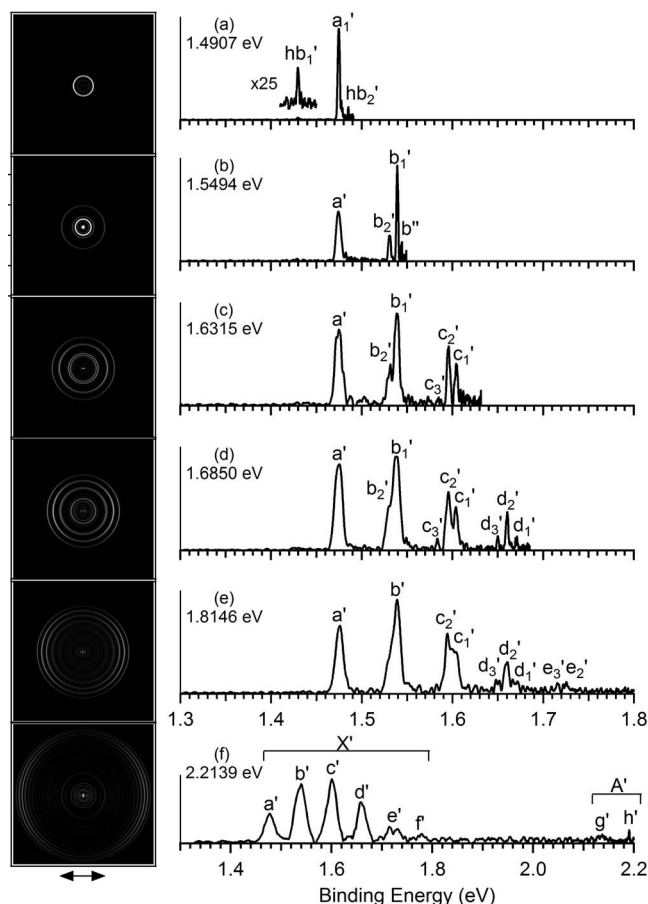 (a)
1.4907 eV
x25
hb₁'
a₁'
hb₂'
(b)
1.5494 eV
a'
b₂'
b₁'
b''
(c)
1.6315 eV
a'
b₂'
b₁'
c₃'
c₂'
c₁'
(d)
1.6850 eV
a'
b₂'
b₁'
c₃'
c₂'
c₁'
d₃'
d₂'
d₁'
(e)
1.8146 eV
a'
b'
c₂'
c₁'
d₃'
d₂'
d₁'
e₃'
e₂'
1.3 1.4 1.5 1.6 1.7 1.8
(f)
2.2139 eV
X'
A'
a'
b'
c'
d'
e'
f'
g'
h'
1.4 1.6 1.8 2.0 2.2
Binding Energy (eV)